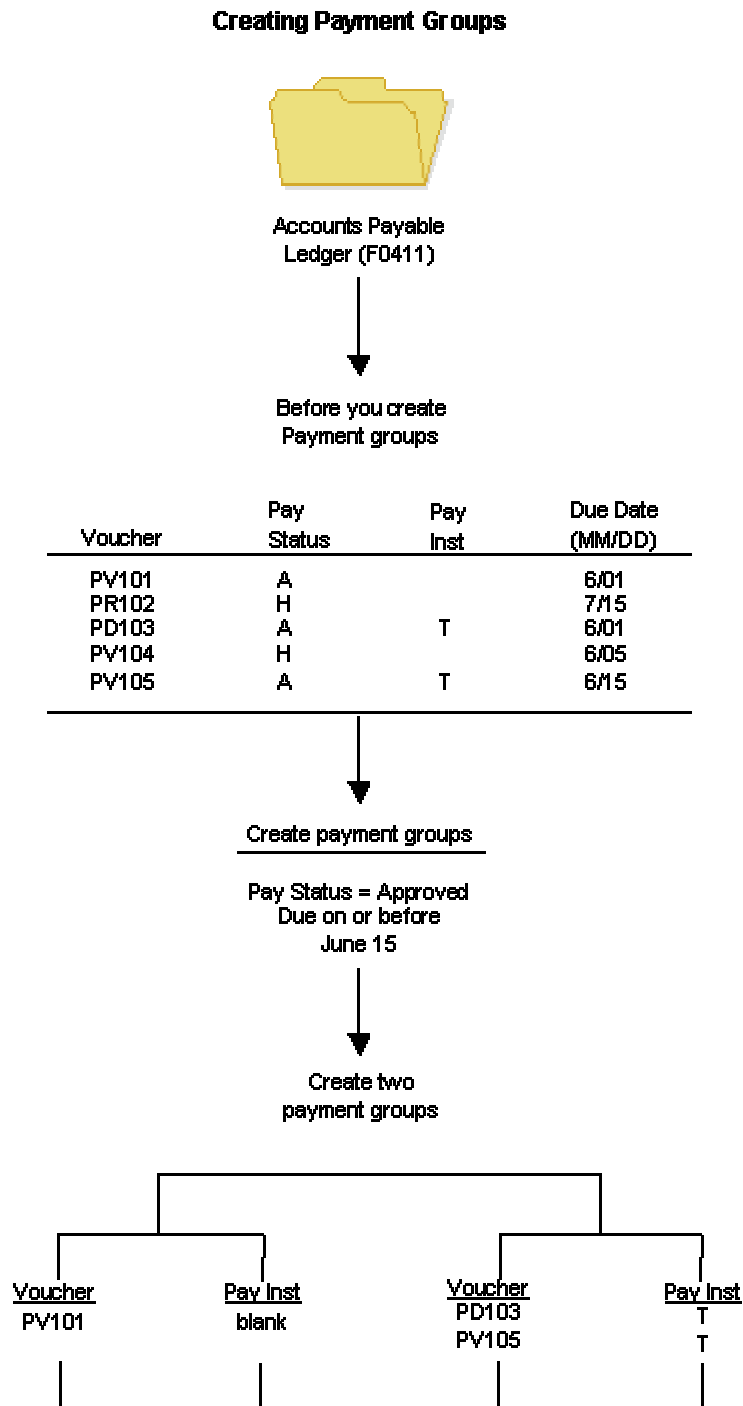 Creating Payment Groups
Accounts Payable
Ledger (F0411)
Before you create
Payment groups
Pay Pay Due Date
Voucher Status Inst (MM/DD)
PV101 A 6/01
PR102 H 7/15
PD103 A T 6/01
PV104 H 6/05
PV105 A T 6/15
Create payment groups
Pay Status = Approved
Due on or before
June 15
Create two
payment groups
Voucher Pay Inst Voucher Pay Inst
PV101 blank PD103 T
PV105 T